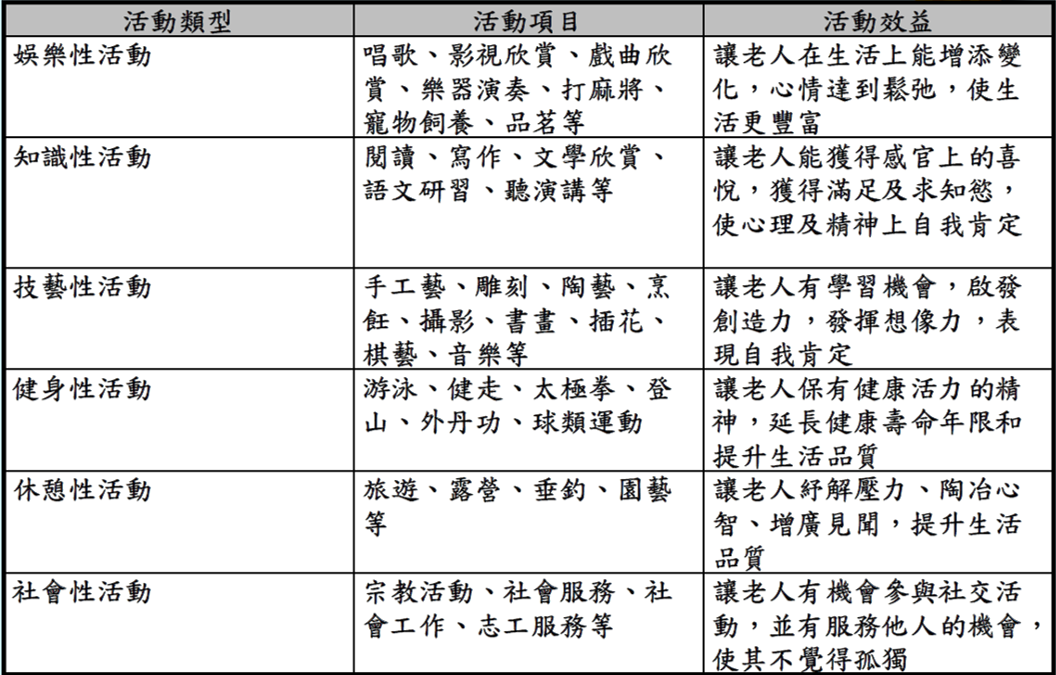 活動類型
活動項目
活動效益
娛樂性活動
唱歌、影視欣賞、戲曲欣
賞、樂器演奏、打麻將、
寵物飼養、品茗等
讓老人在生活上能增添變
化，心情達到鬆弛，使生
活更豐富
知識性活動
閱讀、寫作、文學欣賞、
語文研習、聽演講等
讓老人能獲得感官上的喜
悅，獲得滿足及求知慾，
使心理及精神上自我肯定
技藝性活動
手工藝、雕刻、陶藝、烹
飪、攝影、書畫、插花、
棋藝、音樂等
讓老人有學習機會，啟發
創造力，發揮想像力，表
現自我肯定
健身性活動
游泳、健走、太極拳、登
山、外丹功、球類運動
讓老人保有健康活力的精
神，延長健康壽命年限和
提升生活品質
休憩性活動
旅遊、露營、垂釣、園藝
等
讓老人紓解壓力、陶冶心
智、增廣見聞，提升生活
品質
社會性活動
宗教活動、社會服務、社
會工作、志工服務等
讓老人有機會參與社交活
動，並有服務他人的機會，
使其不覺得孤獨